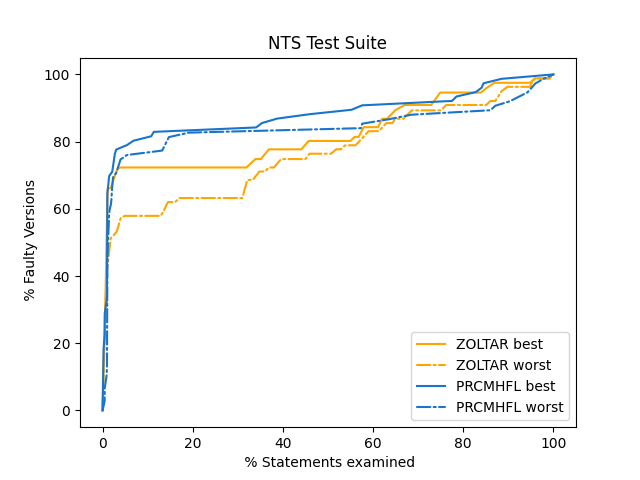 NTS Test Suite
% Faulty Versions
100
80
60
40
20
0
0 20 40 60 80 100
% Statements examined
ZOLTAR best
ZOLTAR worst
PRCMHFL best
PRCMHFL worst